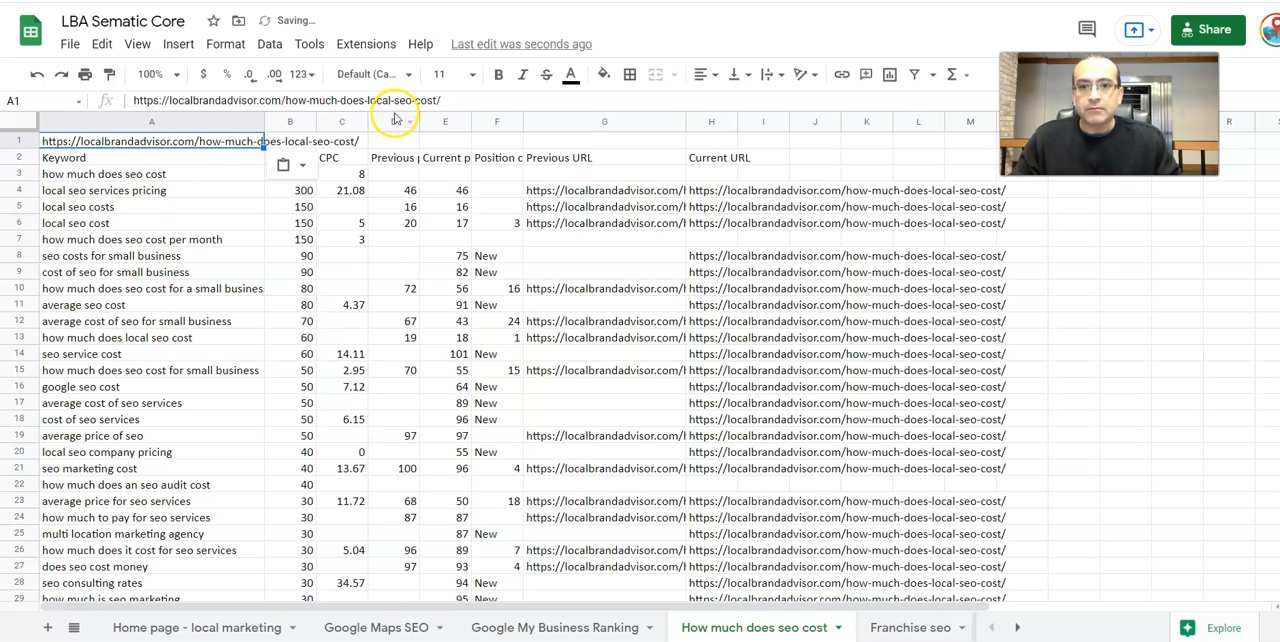 LBA Sematic Core Saving...
File Edit View Insert Format Data Tools Extensions Help Last edit was seconds ago
Share
100% $ % .0 .00 123 Default (Ca... 11 B I S A
A1 fx https://localbrandadvisor.com/how-much-does-local-seo-cost/
A B C D E F G H I J K L M R
1 https://localbrandadvisor.com/how-much-does-local-seo-cost/
2 Keyword CPC Previous p Current p Position c Previous URL Current URL
3 how much does seo cost 8
4 local seo services pricing 300 21.08 46 46 https://localbrandadvisor.com/h https://localbrandadvisor.com/how-much-does-local-seo-cost/
5 local seo costs 150 16 16 https://localbrandadvisor.com/h https://localbrandadvisor.com/how-much-does-local-seo-cost/
6 local seo cost 150 5 20 17 3 https://localbrandadvisor.com/h https://localbrandadvisor.com/how-much-does-local-seo-cost/
7 how much does seo cost per month 150 3
8 seo costs for small business 90 75 New https://localbrandadvisor.com/how-much-does-local-seo-cost/
9 cost of seo for small business 90 82 New https://localbrandadvisor.com/how-much-does-local-seo-cost/
10 how much does seo cost for a small busines 80 72 56 16 https://localbrandadvisor.com/h https://localbrandadvisor.com/how-much-does-local-seo-cost/
11 average seo cost 80 4.37 91 New https://localbrandadvisor.com/how-much-does-local-seo-cost/
12 average cost of seo for small business 70 67 43 24 https://localbrandadvisor.com/h https://localbrandadvisor.com/how-much-does-local-seo-cost/
13 how much does local seo cost 60 19 18 1 https://localbrandadvisor.com/h https://localbrandadvisor.com/how-much-does-local-seo-cost/
14 seo service cost 60 14.11 101 New https://localbrandadvisor.com/how-much-does-local-seo-cost/
15 how much does seo cost for small business 50 2.95 70 55 15 https://localbrandadvisor.com/h https://localbrandadvisor.com/how-much-does-local-seo-cost/
16 google seo cost 50 7.12 64 New https://localbrandadvisor.com/how-much-does-local-seo-cost/
17 average cost of seo services 50 89 New https://localbrandadvisor.com/how-much-does-local-seo-cost/
18 cost of seo services 50 6.15 96 New https://localbrandadvisor.com/how-much-does-local-seo-cost/
19 average price of seo 50 97 97 https://localbrandadvisor.com/h https://localbrandadvisor.com/how-much-does-local-seo-cost/
20 local seo company pricing 40 0 55 New https://localbrandadvisor.com/how-much-does-local-seo-cost/
21 seo marketing cost 40 13.67 100 96 4 https://localbrandadvisor.com/h https://localbrandadvisor.com/how-much-does-local-seo-cost/
22 how much does an seo audit cost 40
23 average price for seo services 30 11.72 68 50 18 https://localbrandadvisor.com/h https://localbrandadvisor.com/how-much-does-local-seo-cost/
24 how much to pay for seo services 30 87 87 https://localbrandadvisor.com/h https://localbrandadvisor.com/how-much-does-local-seo-cost/
25 multi location marketing agency 30 87 New https://localbrandadvisor.com/how-much-does-local-seo-cost/
26 how much does it cost for seo services 30 5.04 96 89 7 https://localbrandadvisor.com/h https://localbrandadvisor.com/how-much-does-local-seo-cost/
27 does seo cost money 30 97 93 4 https://localbrandadvisor.com/h https://localbrandadvisor.com/how-much-does-local-seo-cost/
28 seo consulting rates 30 34.57 94 New https://localbrandadvisor.com/how-much-does-local-seo-cost/
29 how much is seo marketing 30 95 New https://localbrandadvisor.com/how-much-does-local-seo-cost/
Home page - local marketing Google Maps SEO Google My Business Ranking How much does seo cost Franchise seo Explore